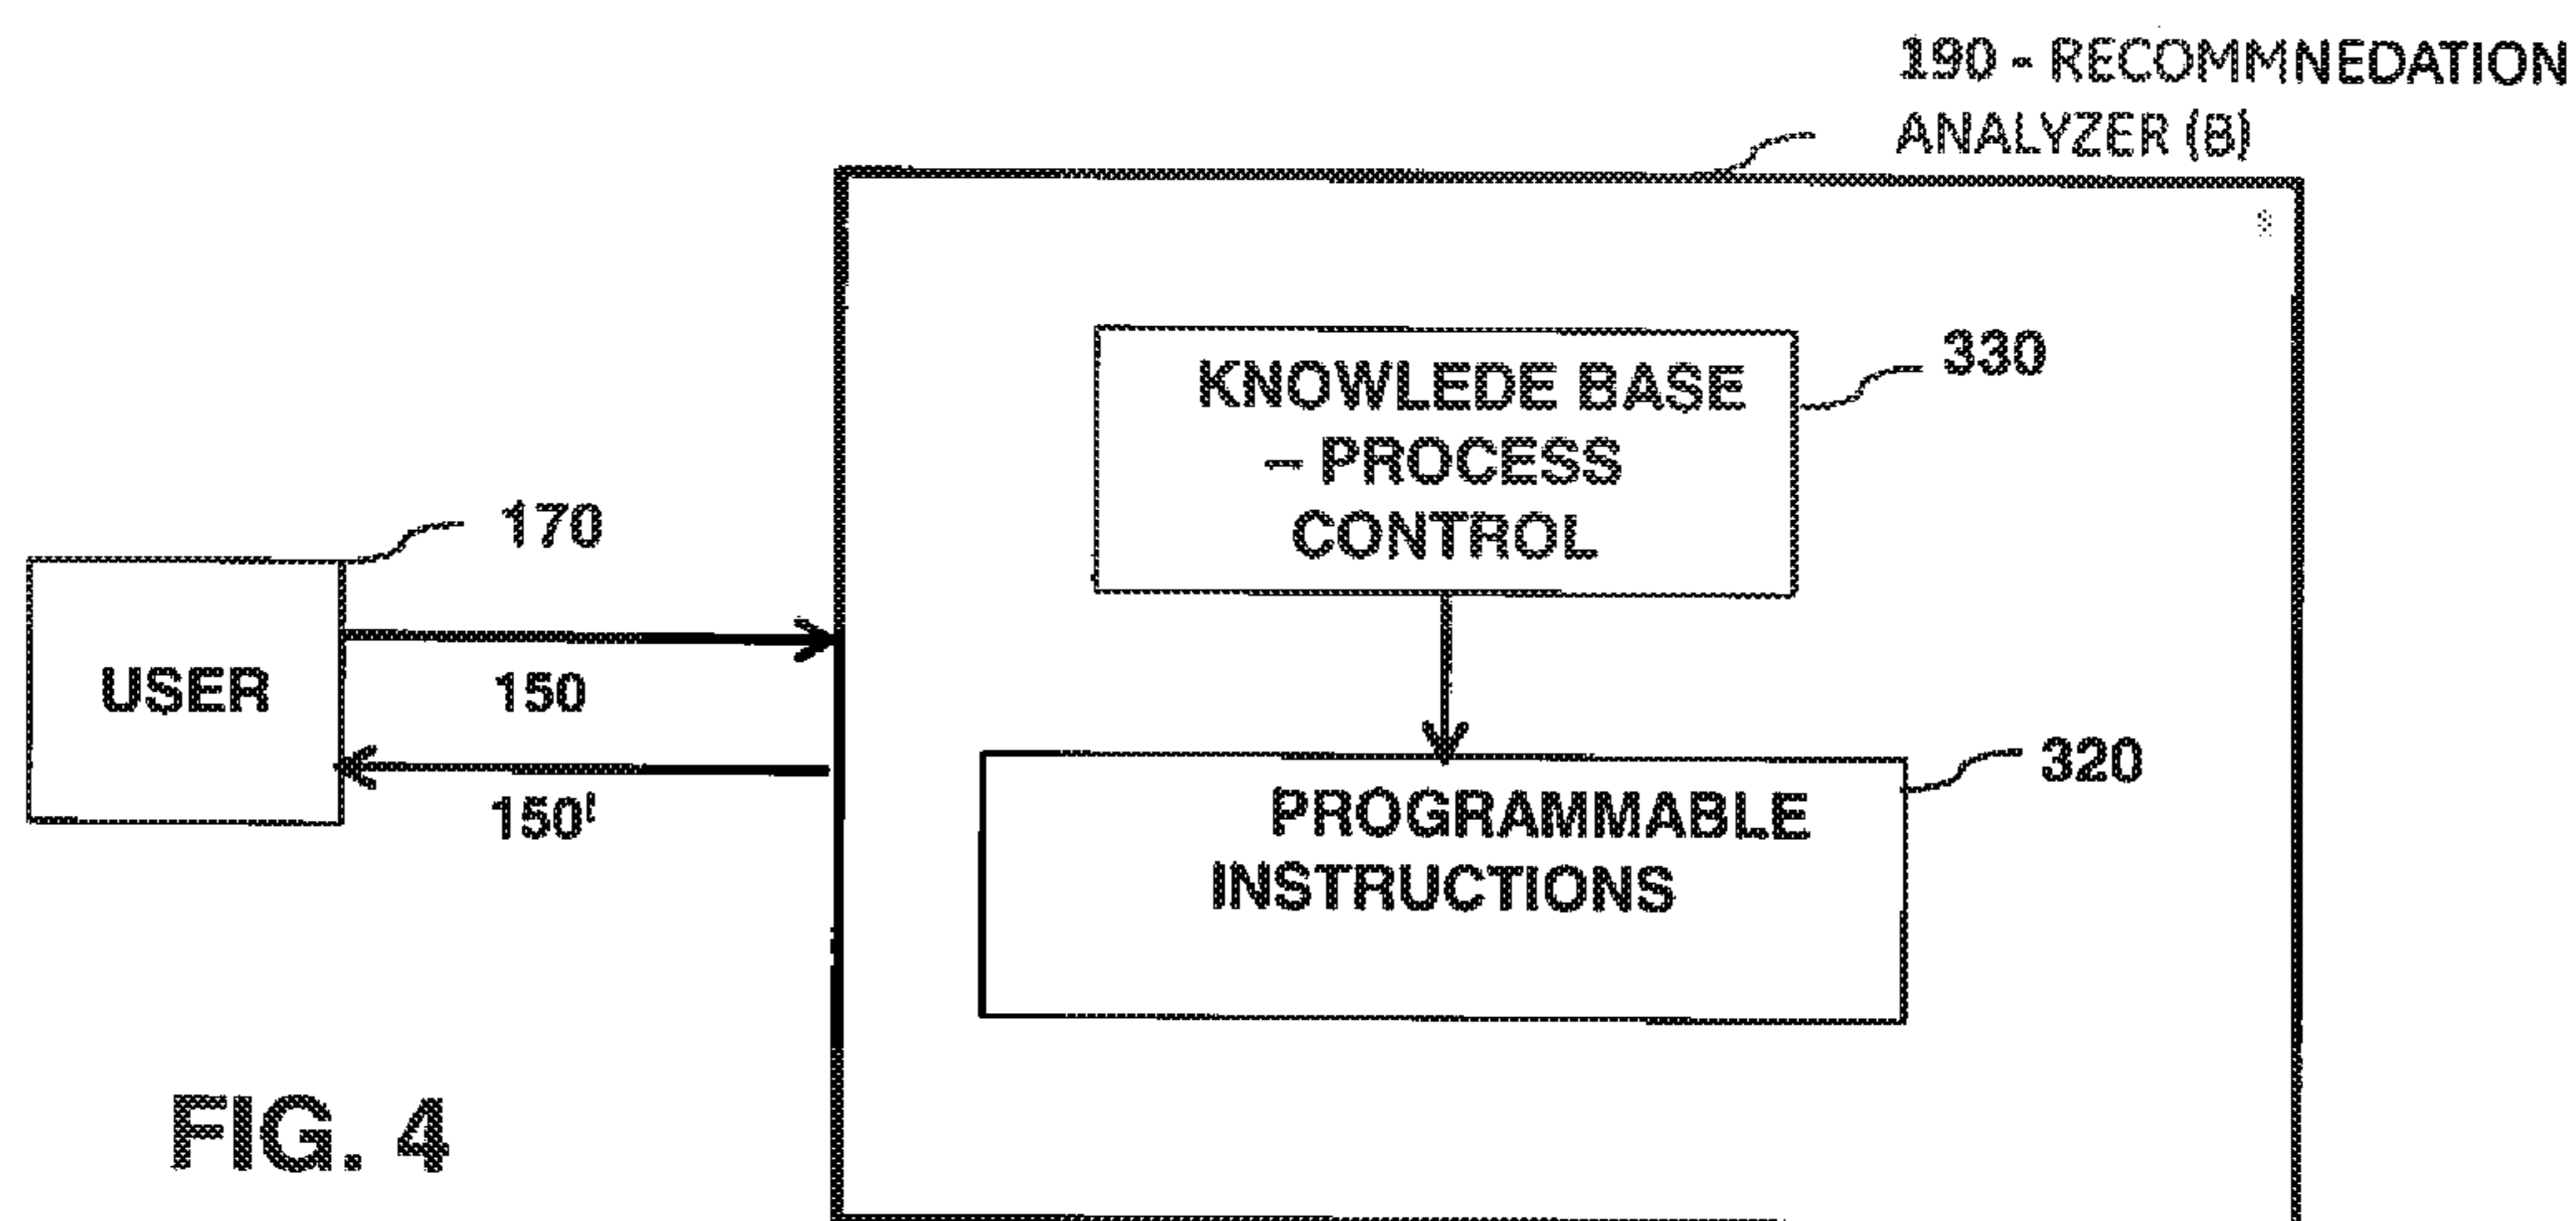 190 - RECOMMNEDATION
ANALYZER (B)
KNOWLEDE BASE
– PROCESS
CONTROL
330
170
USER
150
150'
PROGRAMMABLE
INSTRUCTIONS
320
FIG. 4